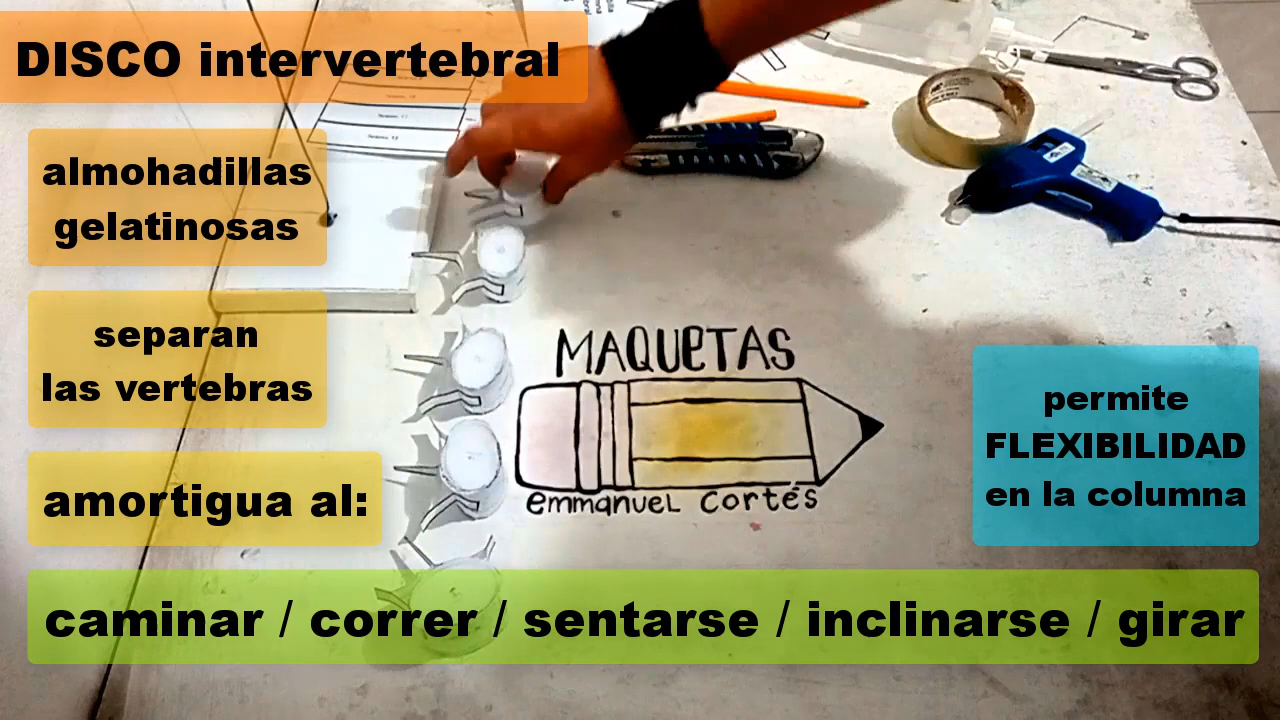 DISCO intervertebral
almohadillas
gelatinosas
separan
las vertebras
amortigua al:
MAQUETAS
emmanuel cortés
permite
FLEXIBILIDAD
en la columna
caminar / correr / sentarse / inclinarse / girar